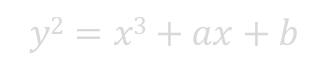 y² = x³ + ax + b